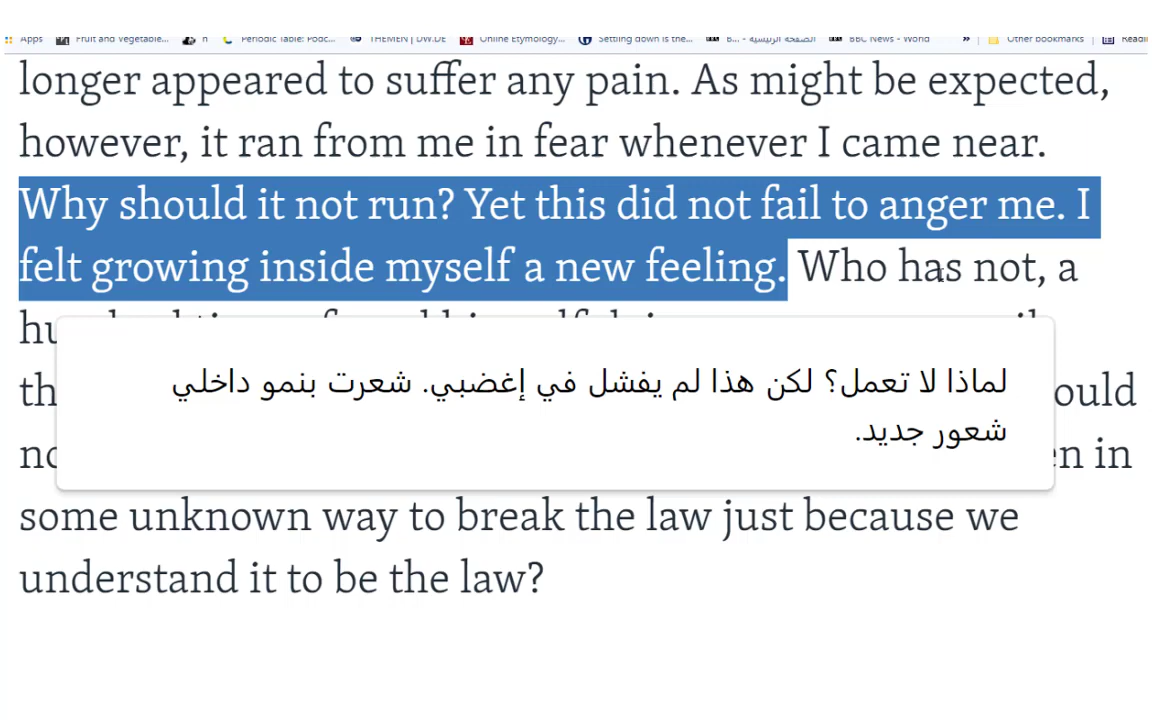 Apps Fruit and Vegetable... n Periodic Table: Podc... THEMEN | DW.DE Online Etymology... Settling down is the... B... - الصفحة الرئيسية BBC News - World » Other bookmarks
longer appeared to suffer any pain. As might be expected,
however, it ran from me in fear whenever I came near.
Why should it not run? Yet this did not fail to anger me. I
felt growing inside myself a new feeling. Who has not, a
لماذا لا تعمل؟ لكن هذا لم يفشل في إغضبي. شعرت بنمو داخلي
شعور جديد.
some unknown way to break the law just because we
understand it to be the law?